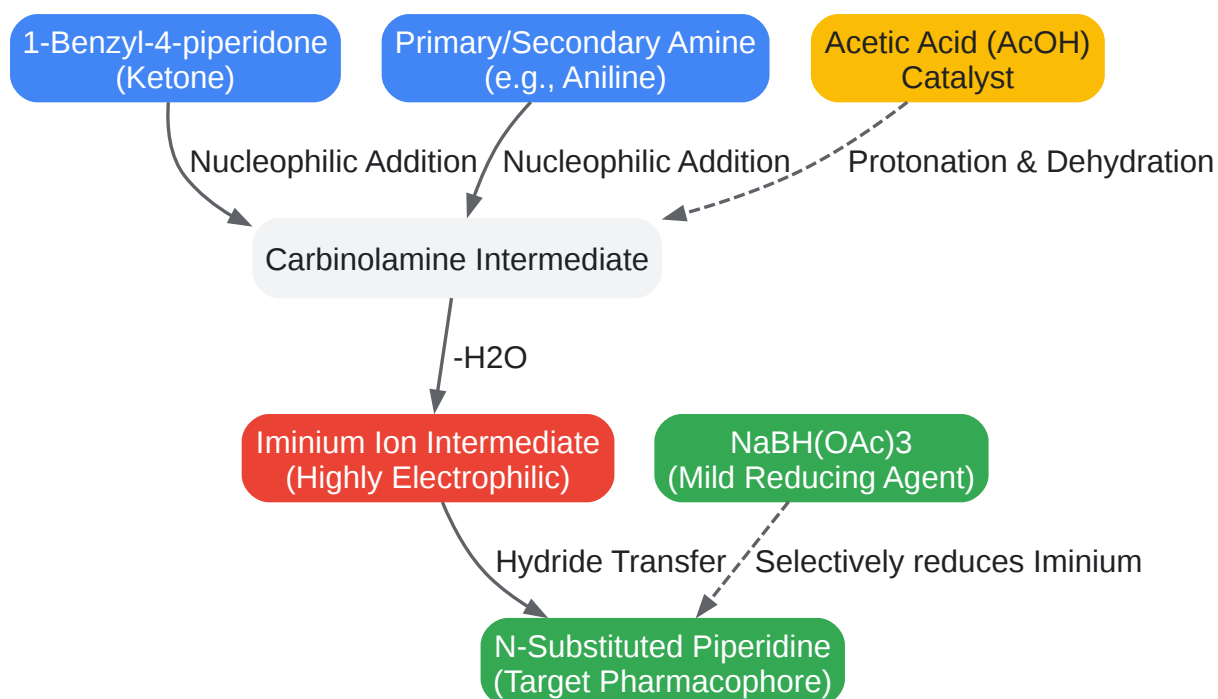 1-Benzyl-4-piperidone
(Ketone)
Primary/Secondary Amine
(e.g., Aniline)
Acetic Acid (AcOH)
Catalyst
Nucleophilic Addition
Nucleophilic Addition
Protonation & Dehydration
Carbinolamine Intermediate
-H2O
Iminium Ion Intermediate
(Highly Electrophilic)
NaBH(OAc)3
(Mild Reducing Agent)
Hydride Transfer
Selectively reduces Iminium
N-Substituted Piperidine
(Target Pharmacophore)